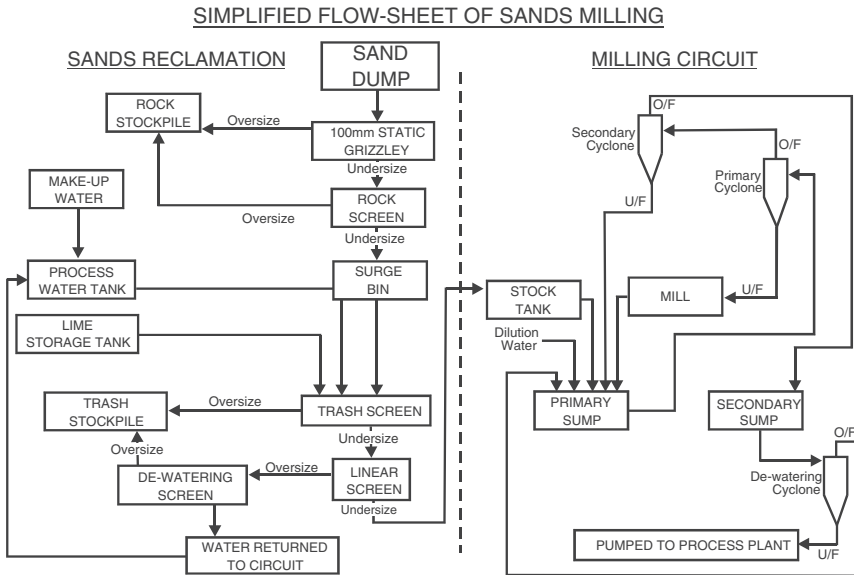 SIMPLIFIED FLOW-SHEET OF SANDS MILLING
SANDS RECLAMATION
SAND
DUMP
ROCK
STOCKPILE
Oversize
100mm STATIC
GRIZZLEY
Undersize
MAKE-UP
WATER
Oversize
ROCK
SCREEN
Undersize
PROCESS
WATER TANK
SURGE
BIN
LIME
STORAGE TANK
TRASH
STOCKPILE
Oversize
TRASH SCREEN
Undersize
Oversize
DE-WATERING
SCREEN
Oversize
LINEAR
SCREEN
Undersize
WATER RETURNED
TO CIRCUIT
MILLING CIRCUIT
O/F
Secondary
Cyclone
O/F
Primary
Cyclone
U/F
U/F
STOCK
TANK
MILL
Dilution
Water
PRIMARY
SUMP
SECONDARY
SUMP
O/F
De-watering
Cyclone
U/F
PUMPED TO PROCESS PLANT